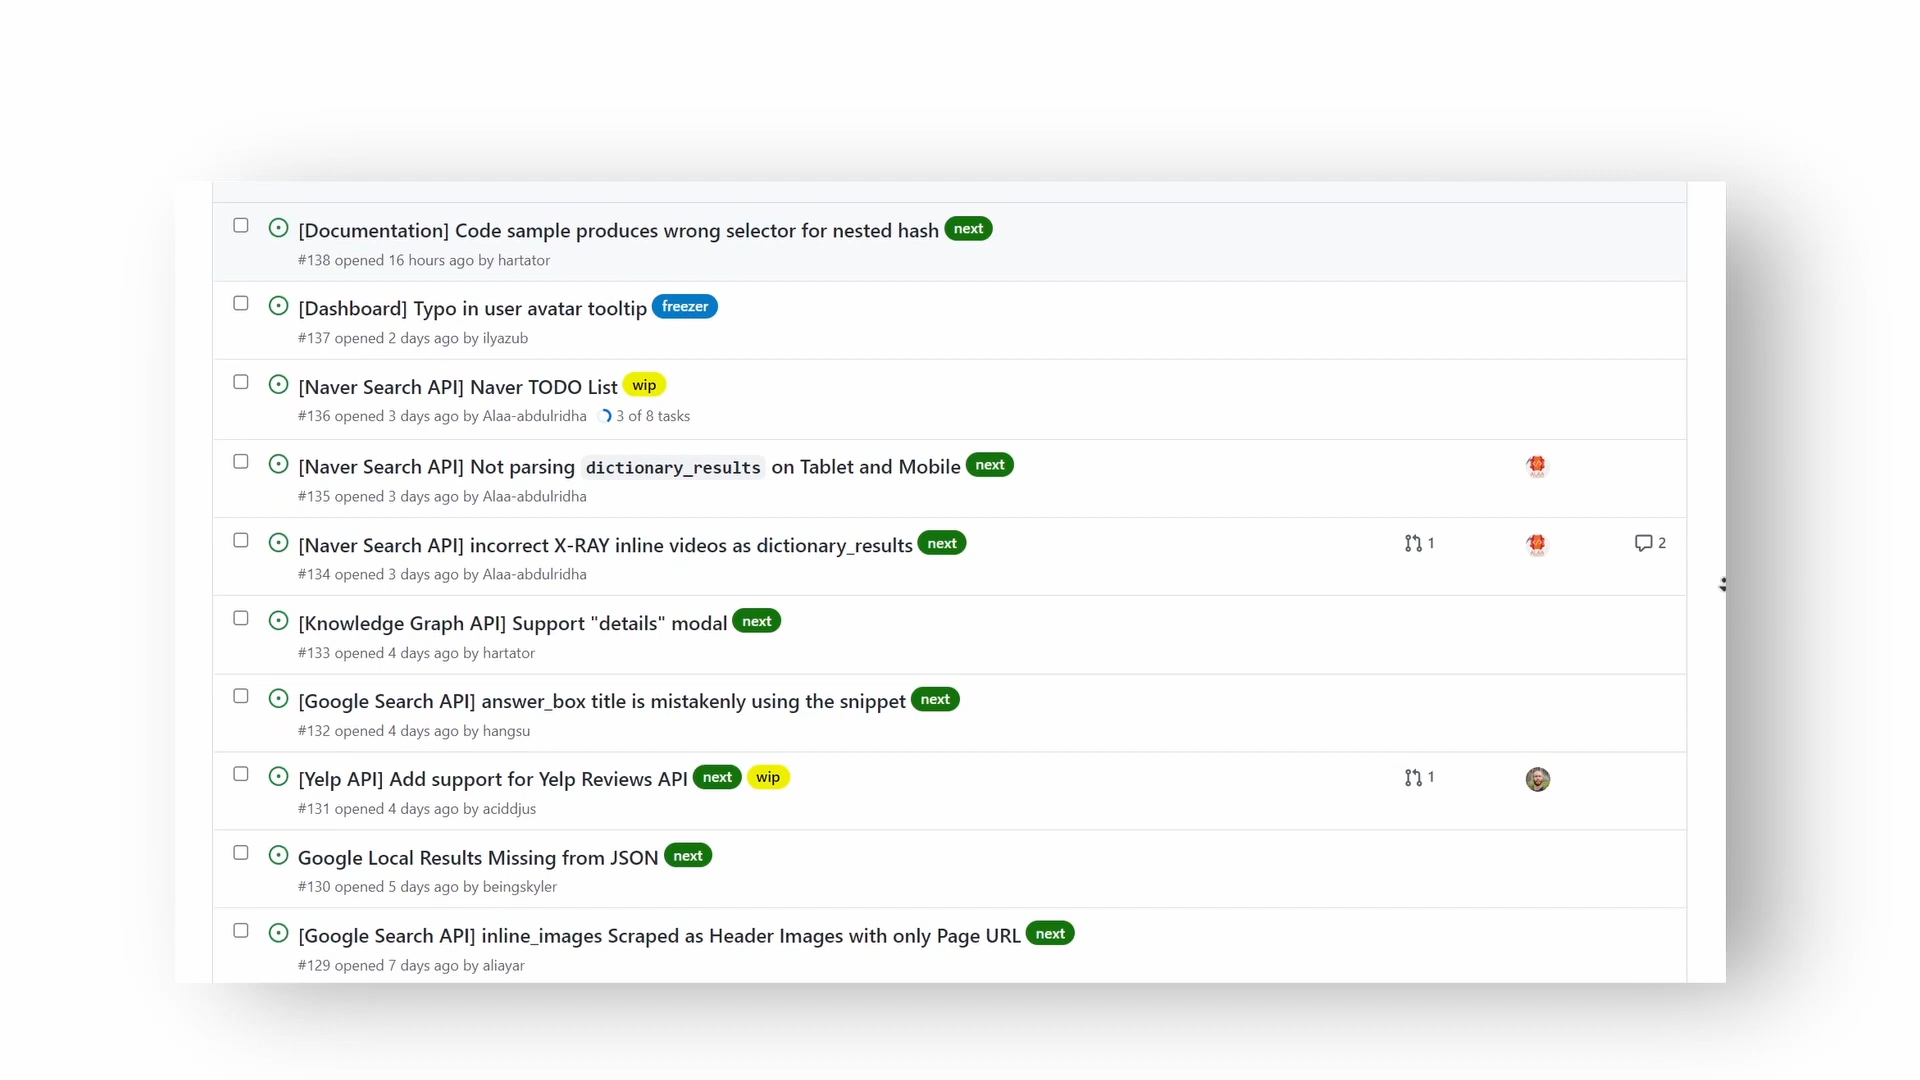 [Documentation] Code sample produces wrong selector for nested hash next
#138 opened 16 hours ago by hartator
[Dashboard] Typo in user avatar tooltip freezer
#137 opened 2 days ago by ilyazub
[Naver Search API] Naver TODO List wip
#136 opened 3 days ago by Alaa-abdulridha 3 of 8 tasks
[Naver Search API] Not parsing dictionary_results on Tablet and Mobile next
#135 opened 3 days ago by Alaa-abdulridha
[Naver Search API] incorrect X-RAY inline videos as dictionary_results next 1 2
#134 opened 3 days ago by Alaa-abdulridha
[Knowledge Graph API] Support "details" modal next
#133 opened 4 days ago by hartator
[Google Search API] answer_box title is mistakenly using the snippet next
#132 opened 4 days ago by hangsu
[Yelp API] Add support for Yelp Reviews API next wip 1
#131 opened 4 days ago by aciddjus
Google Local Results Missing from JSON next
#130 opened 5 days ago by beingskyler
[Google Search API] inline_images Scraped as Header Images with only Page URL next
#129 opened 7 days ago by aliayar